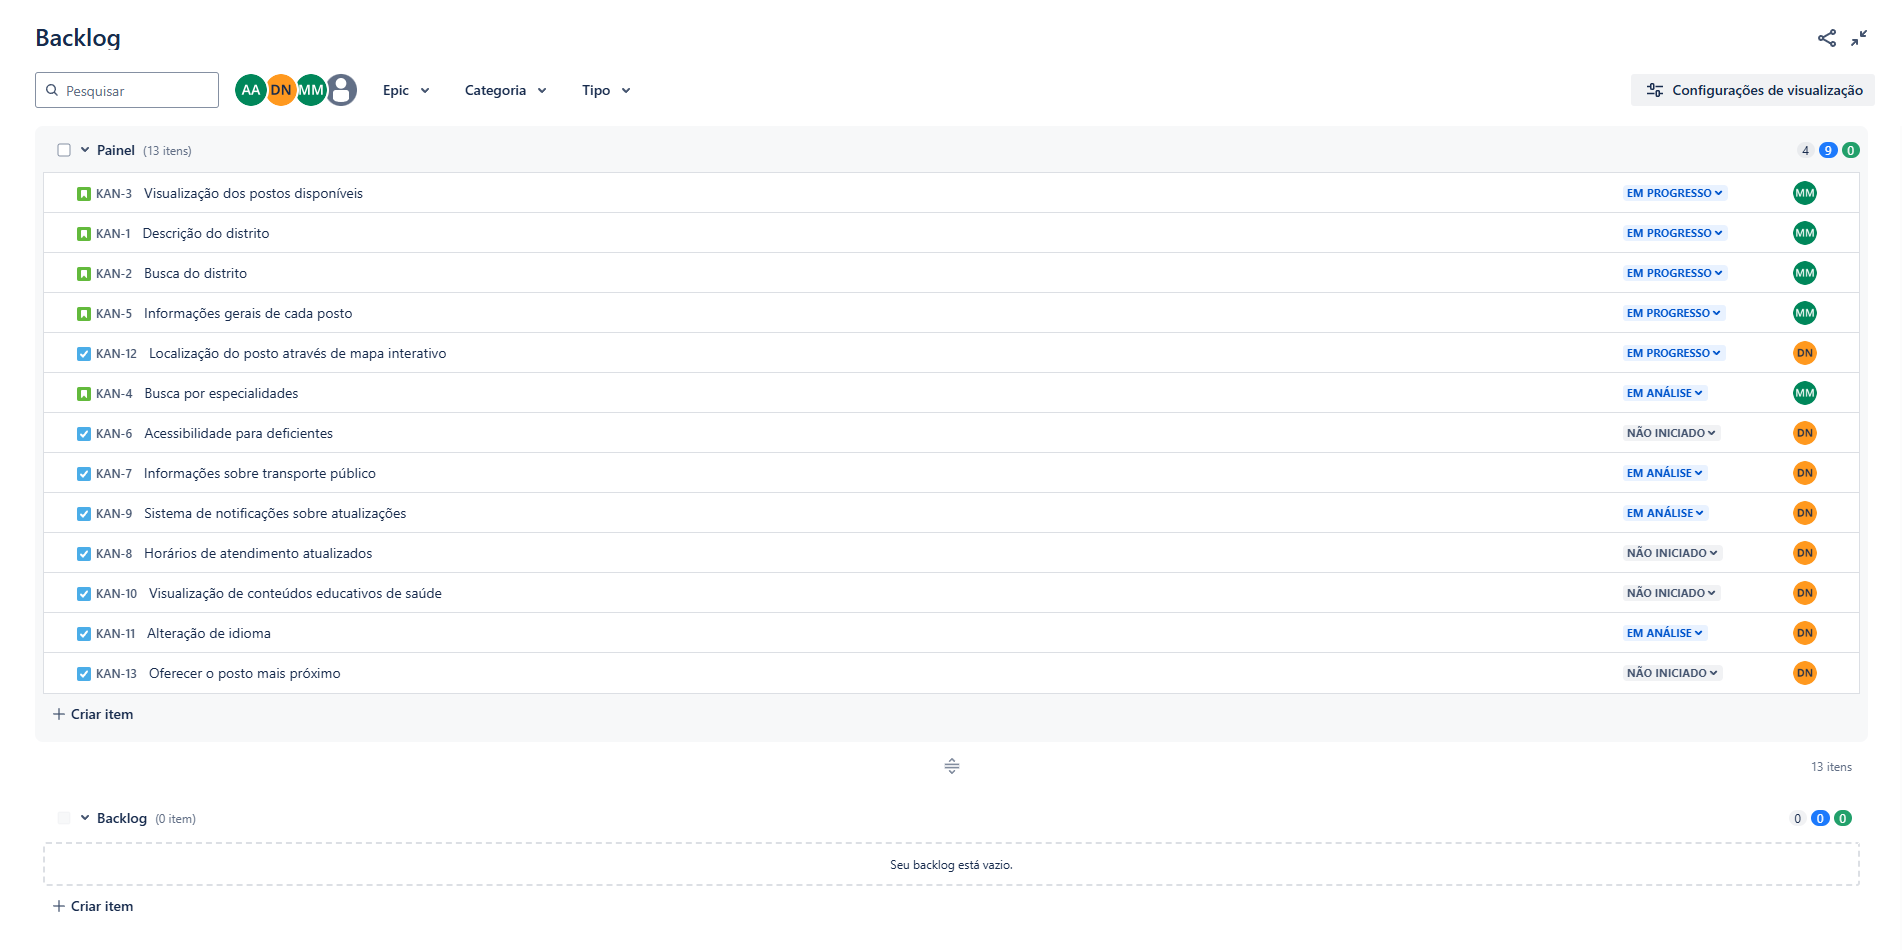 Backlog
Pesquisar AA DN MM Epic Categoria Tipo Configurações de visualização
Painel (13 itens) 4 9 0
KAN-3 Visualização dos postos disponíveis EM PROGRESSO MM
KAN-1 Descrição do distrito EM PROGRESSO MM
KAN-2 Busca do distrito EM PROGRESSO MM
KAN-5 Informações gerais de cada posto EM PROGRESSO MM
KAN-12 Localização do posto através de mapa interativo EM PROGRESSO DN
KAN-4 Busca por especialidades EM ANÁLISE MM
KAN-6 Acessibilidade para deficientes NÃO INICIADO DN
KAN-7 Informações sobre transporte público EM ANÁLISE DN
KAN-9 Sistema de notificações sobre atualizações EM ANÁLISE DN
KAN-8 Horários de atendimento atualizados NÃO INICIADO DN
KAN-10 Visualização de conteúdos educativos de saúde NÃO INICIADO DN
KAN-11 Alteração de idioma EM ANÁLISE DN
KAN-13 Oferecer o posto mais próximo NÃO INICIADO DN
Criar item
13 itens
Backlog (0 item) 0 0 0
Seu backlog está vazio.
Criar item